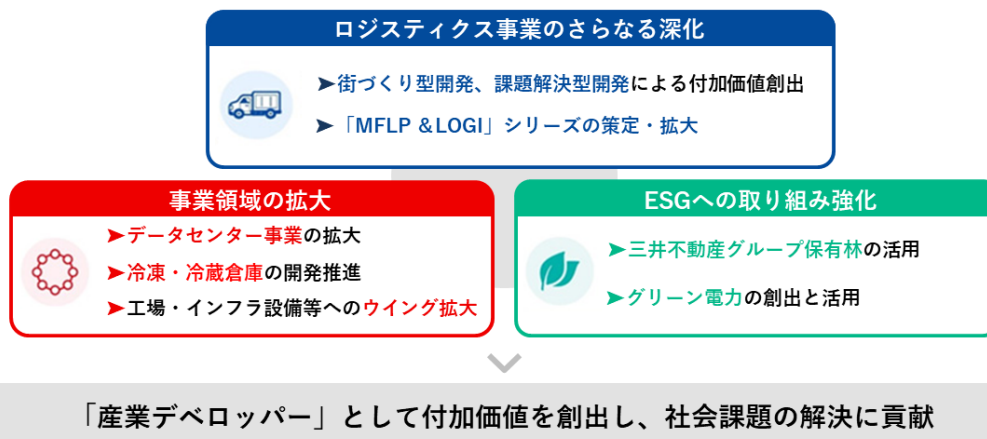 ロジスティクス事業のさらなる深化
➤街づくり型開発、課題解決型開発による付加価値創出
➤「MFLP &LOGI」シリーズの策定・拡大
事業領域の拡大
➤データセンター事業の拡大
➤冷凍・冷蔵倉庫の開発推進
➤工場・インフラ設備等へのウイング拡大
ESGへの取り組み強化
➤三井不動産グループ保有林の活用
➤グリーン電力の創出と活用
「産業デベロッパー」として付加価値を創出し、社会課題の解決に貢献